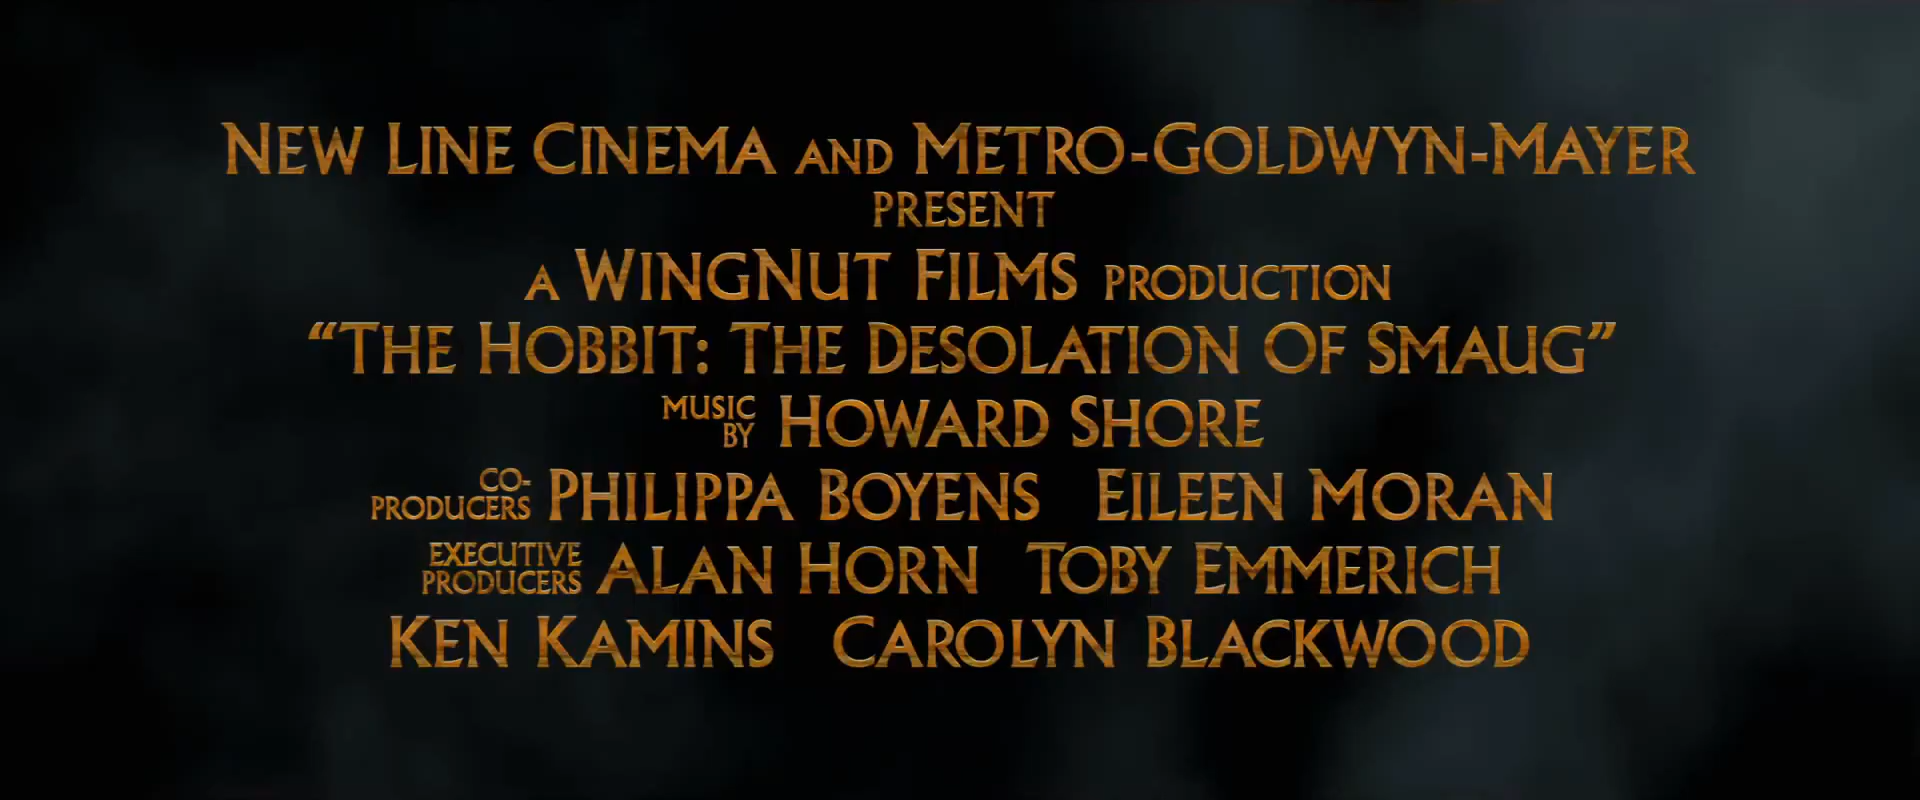 NEW LINE CINEMA AND METRO-GOLDWYN-MAYER
PRESENT
A WINGNUT FILMS PRODUCTION
“THE HOBBIT: THE DESOLATION OF SMAUG”
MUSIC BY HOWARD SHORE
CO-PRODUCERS PHILIPPA BOYENS EILEEN MORAN
EXECUTIVE PRODUCERS ALAN HORN TOBY EMMERICH
KEN KAMINS CAROLYN BLACKWOOD